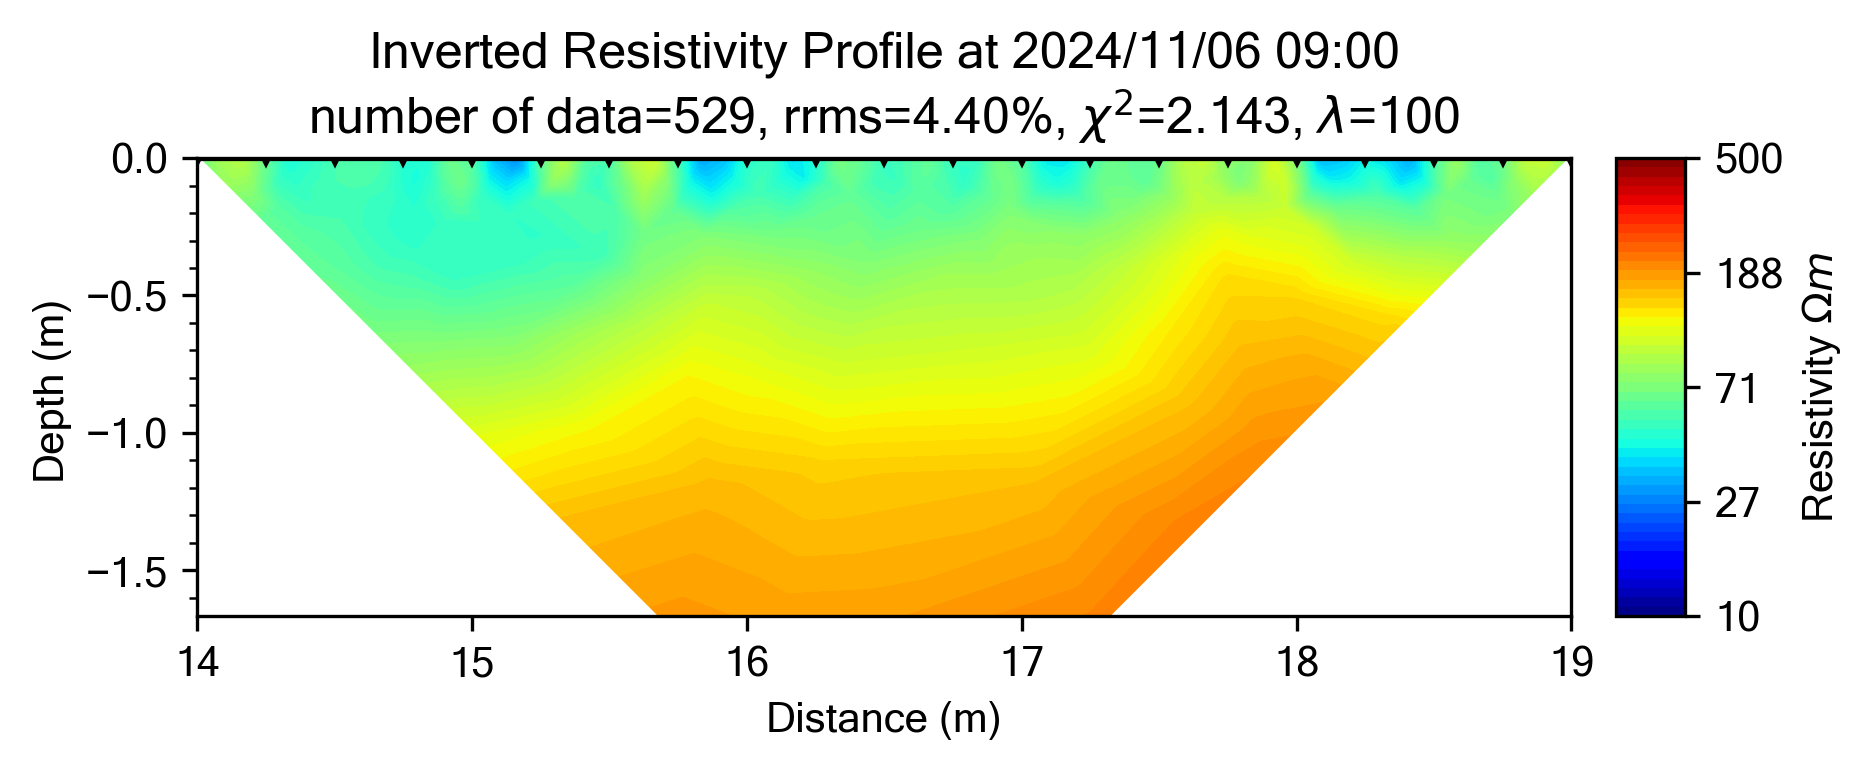 Inverted Resistivity Profile at 2024/11/06 09:00
number of data=529, rrms=4.40%, χ²=2.143, λ=100
0.0
−0.5
−1.0
−1.5
Depth (m)
14 15 16 17 18 19
Distance (m)
500
188
71
27
10
Resistivity Ωm